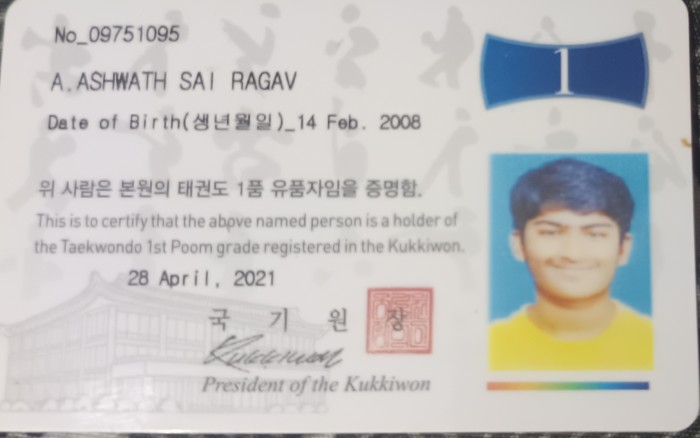 No_09751095
1
A.ASHWATH SAI RAGAV
Date of Birth(생년월일)_14 Feb. 2008
위 사람은 본원의 태권도 1품 유품자임을 증명함.
This is to certify that the above named person is a holder of
the Taekwondo 1st Poom grade registered in the Kukkiwon.
28 April, 2021
국 기 원 장
Kukkiwon
President of the Kukkiwon